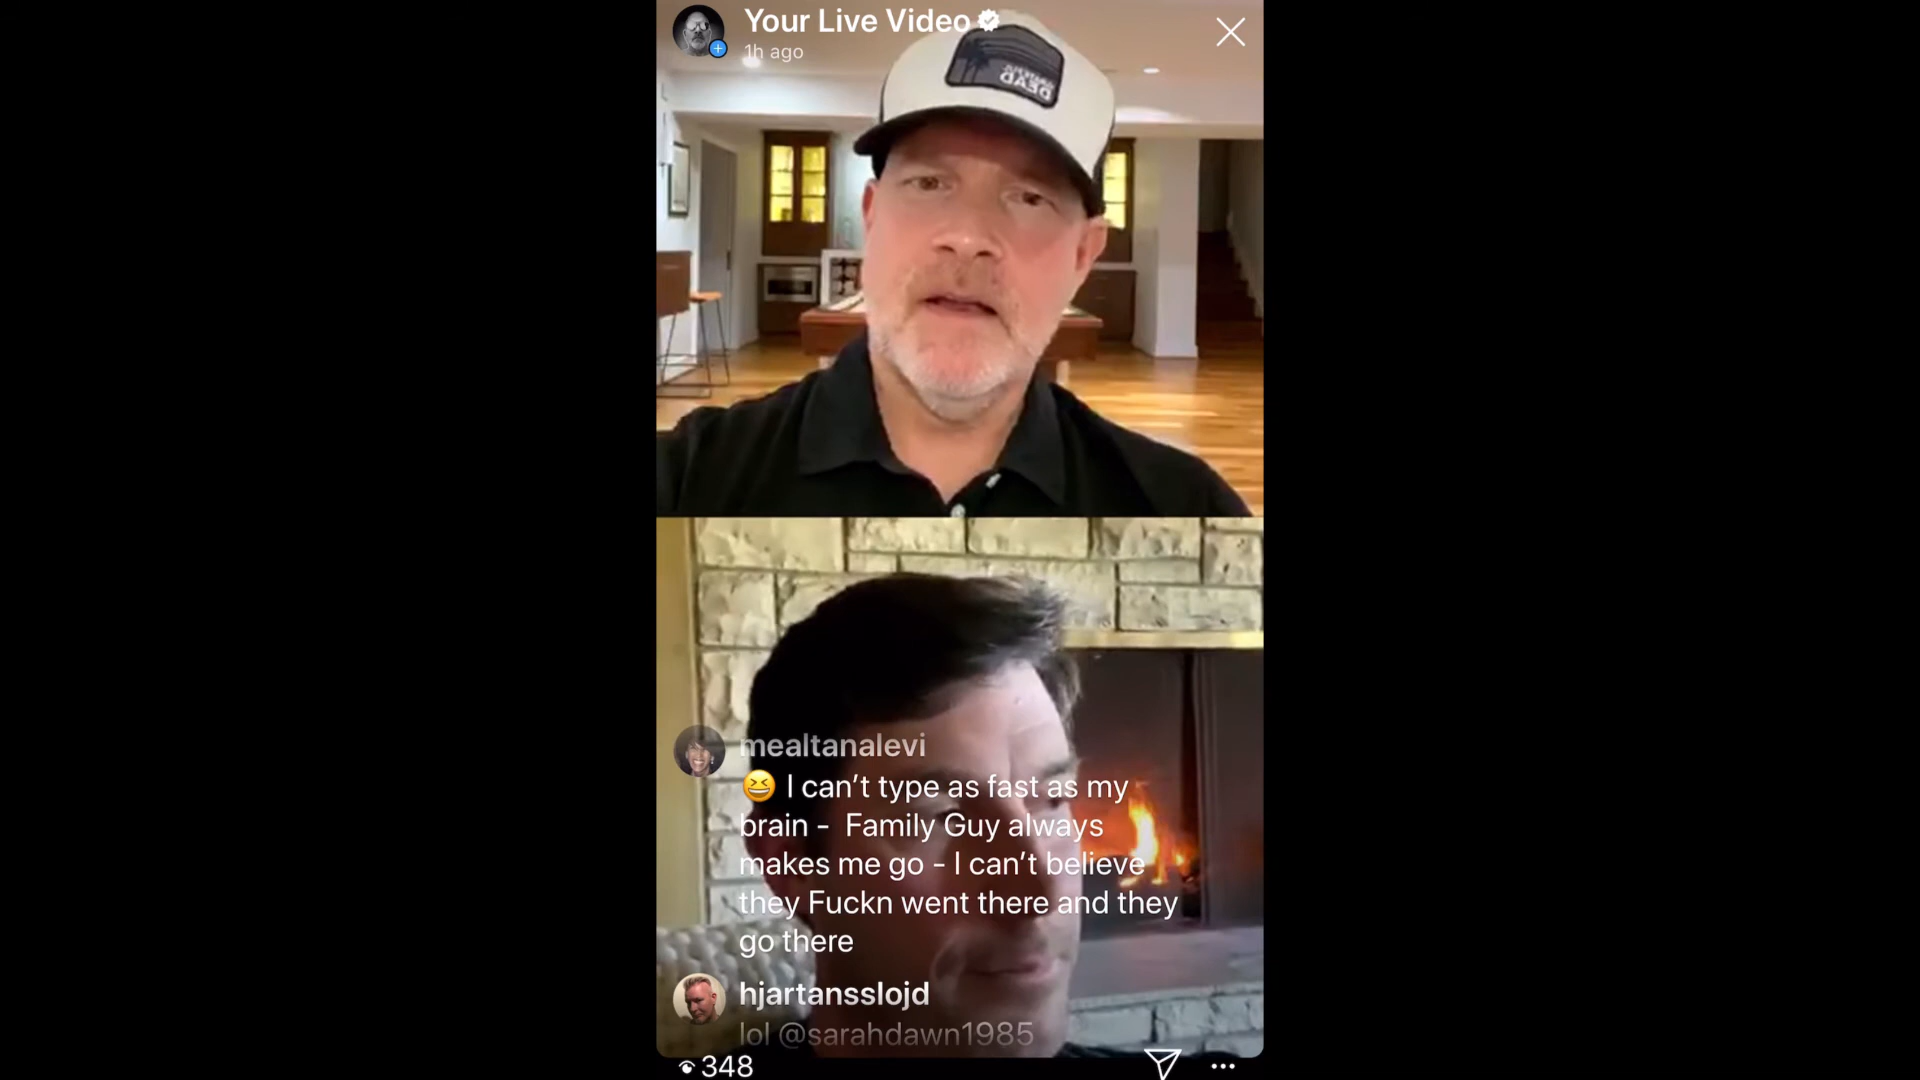 Your Live Video
1h ago
GRATEFUL
DEAD
mealtanalevi
😆 I can’t type as fast as my
brain - Family Guy always
makes me go - I can’t believe
they Fuckn went there and they
go there
hjartansslojd
lol @sarahdawn1985
348